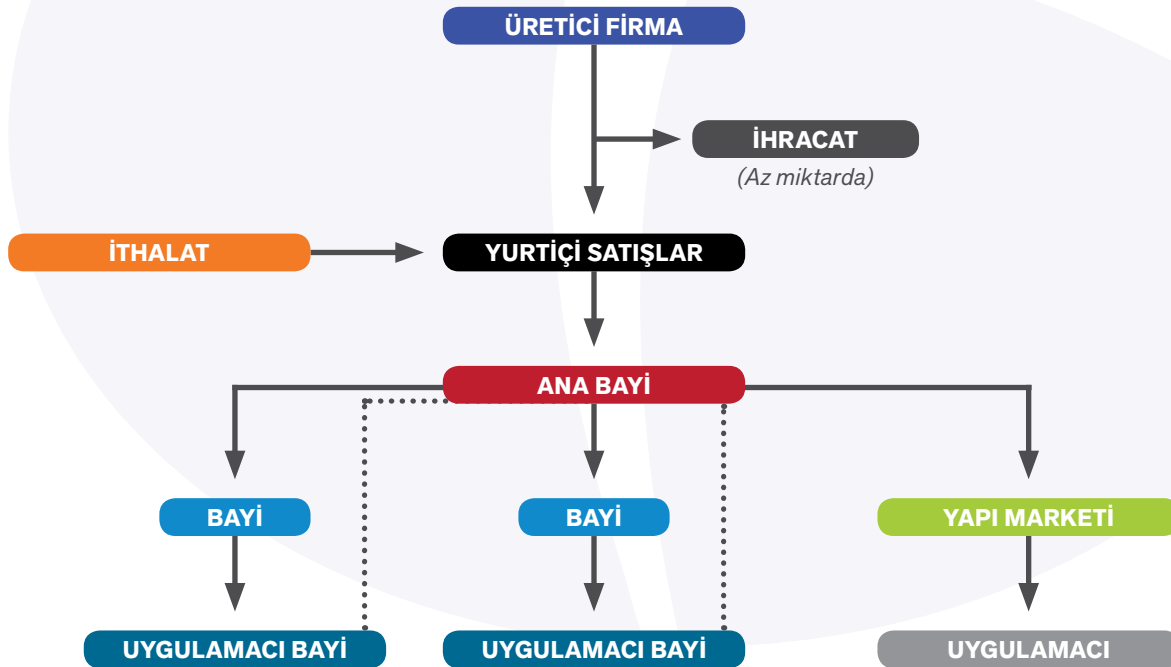 ÜRETİCİ FİRMA
İHRACAT
(Az miktarda)
İTHALAT
YURTİÇİ SATIŞLAR
ANA BAYİ
BAYİ
BAYİ
YAPI MARKETİ
UYGULAMACI BAYİ
UYGULAMACI BAYİ
UYGULAMACI